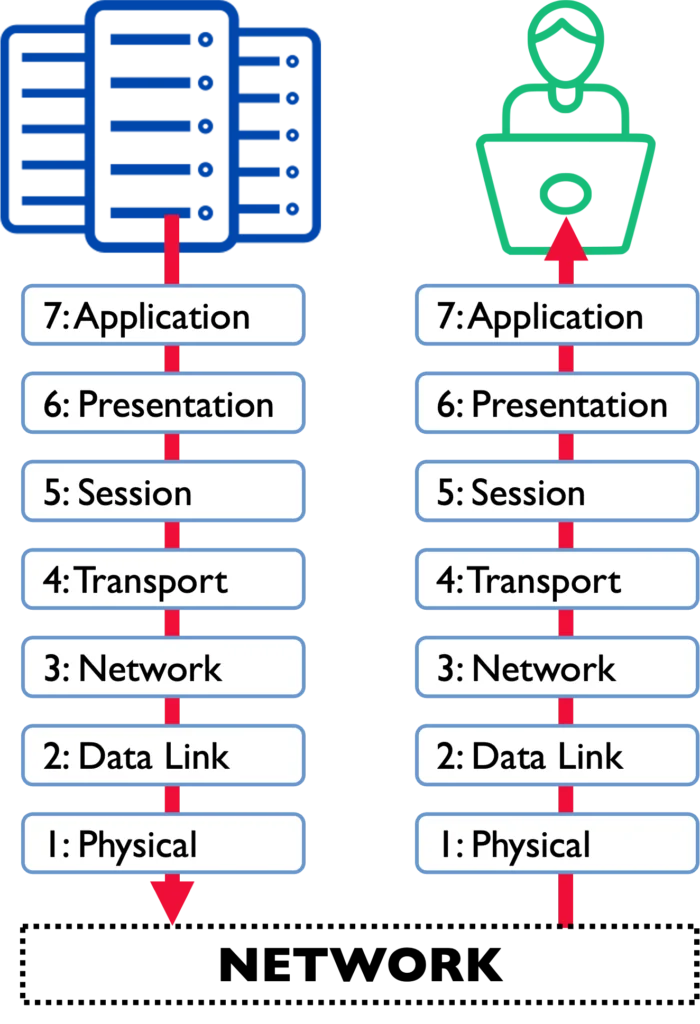 7: Application
6: Presentation
5: Session
4: Transport
3: Network
2: Data Link
1: Physical
7: Application
6: Presentation
5: Session
4: Transport
3: Network
2: Data Link
1: Physical
NETWORK